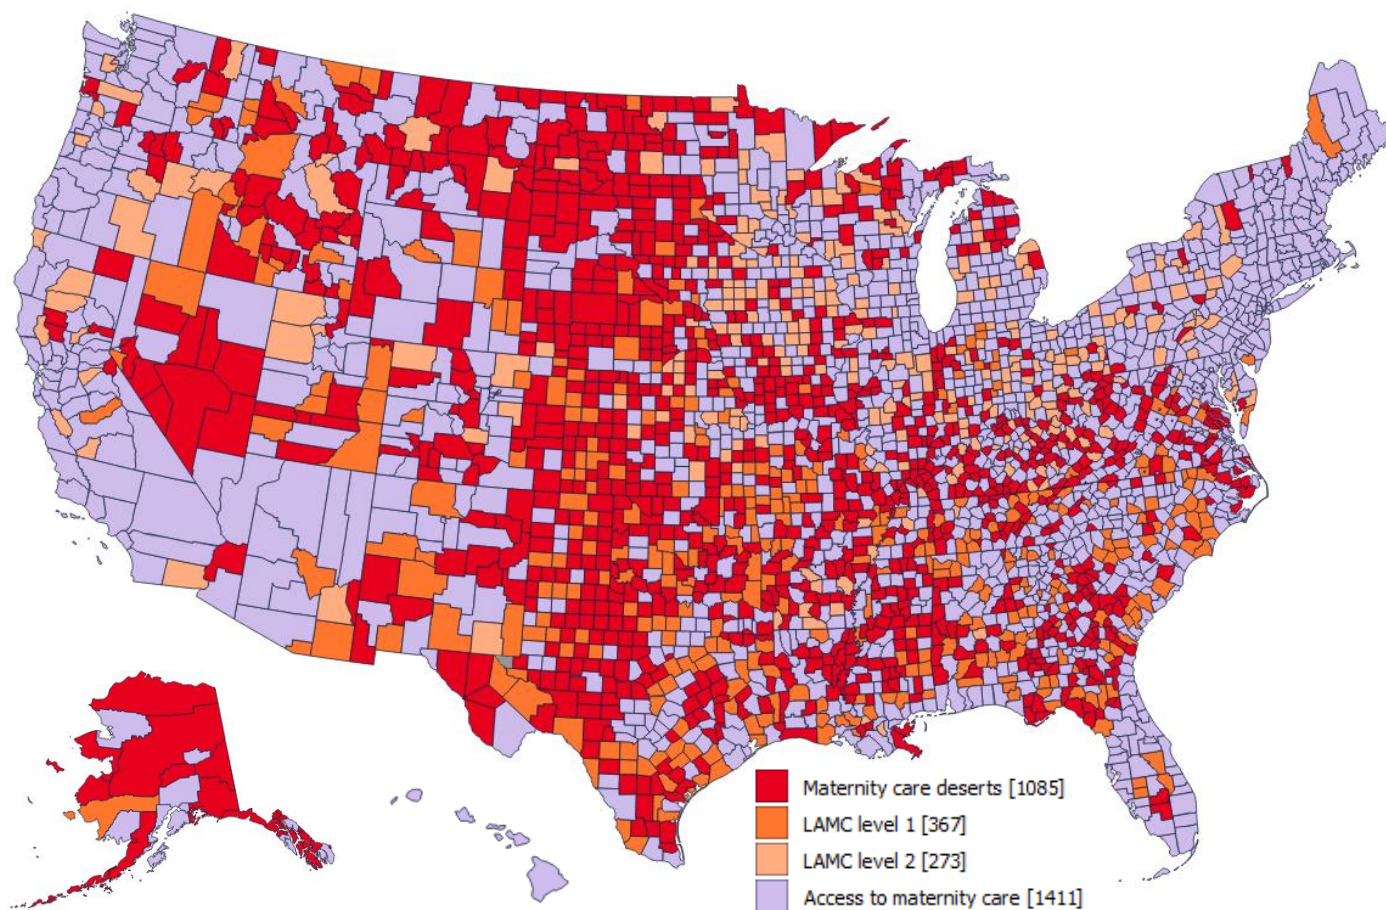 Maternity care deserts [1085]
LAMC level 1 [367]
LAMC level 2 [273]
Access to maternity care [1411]